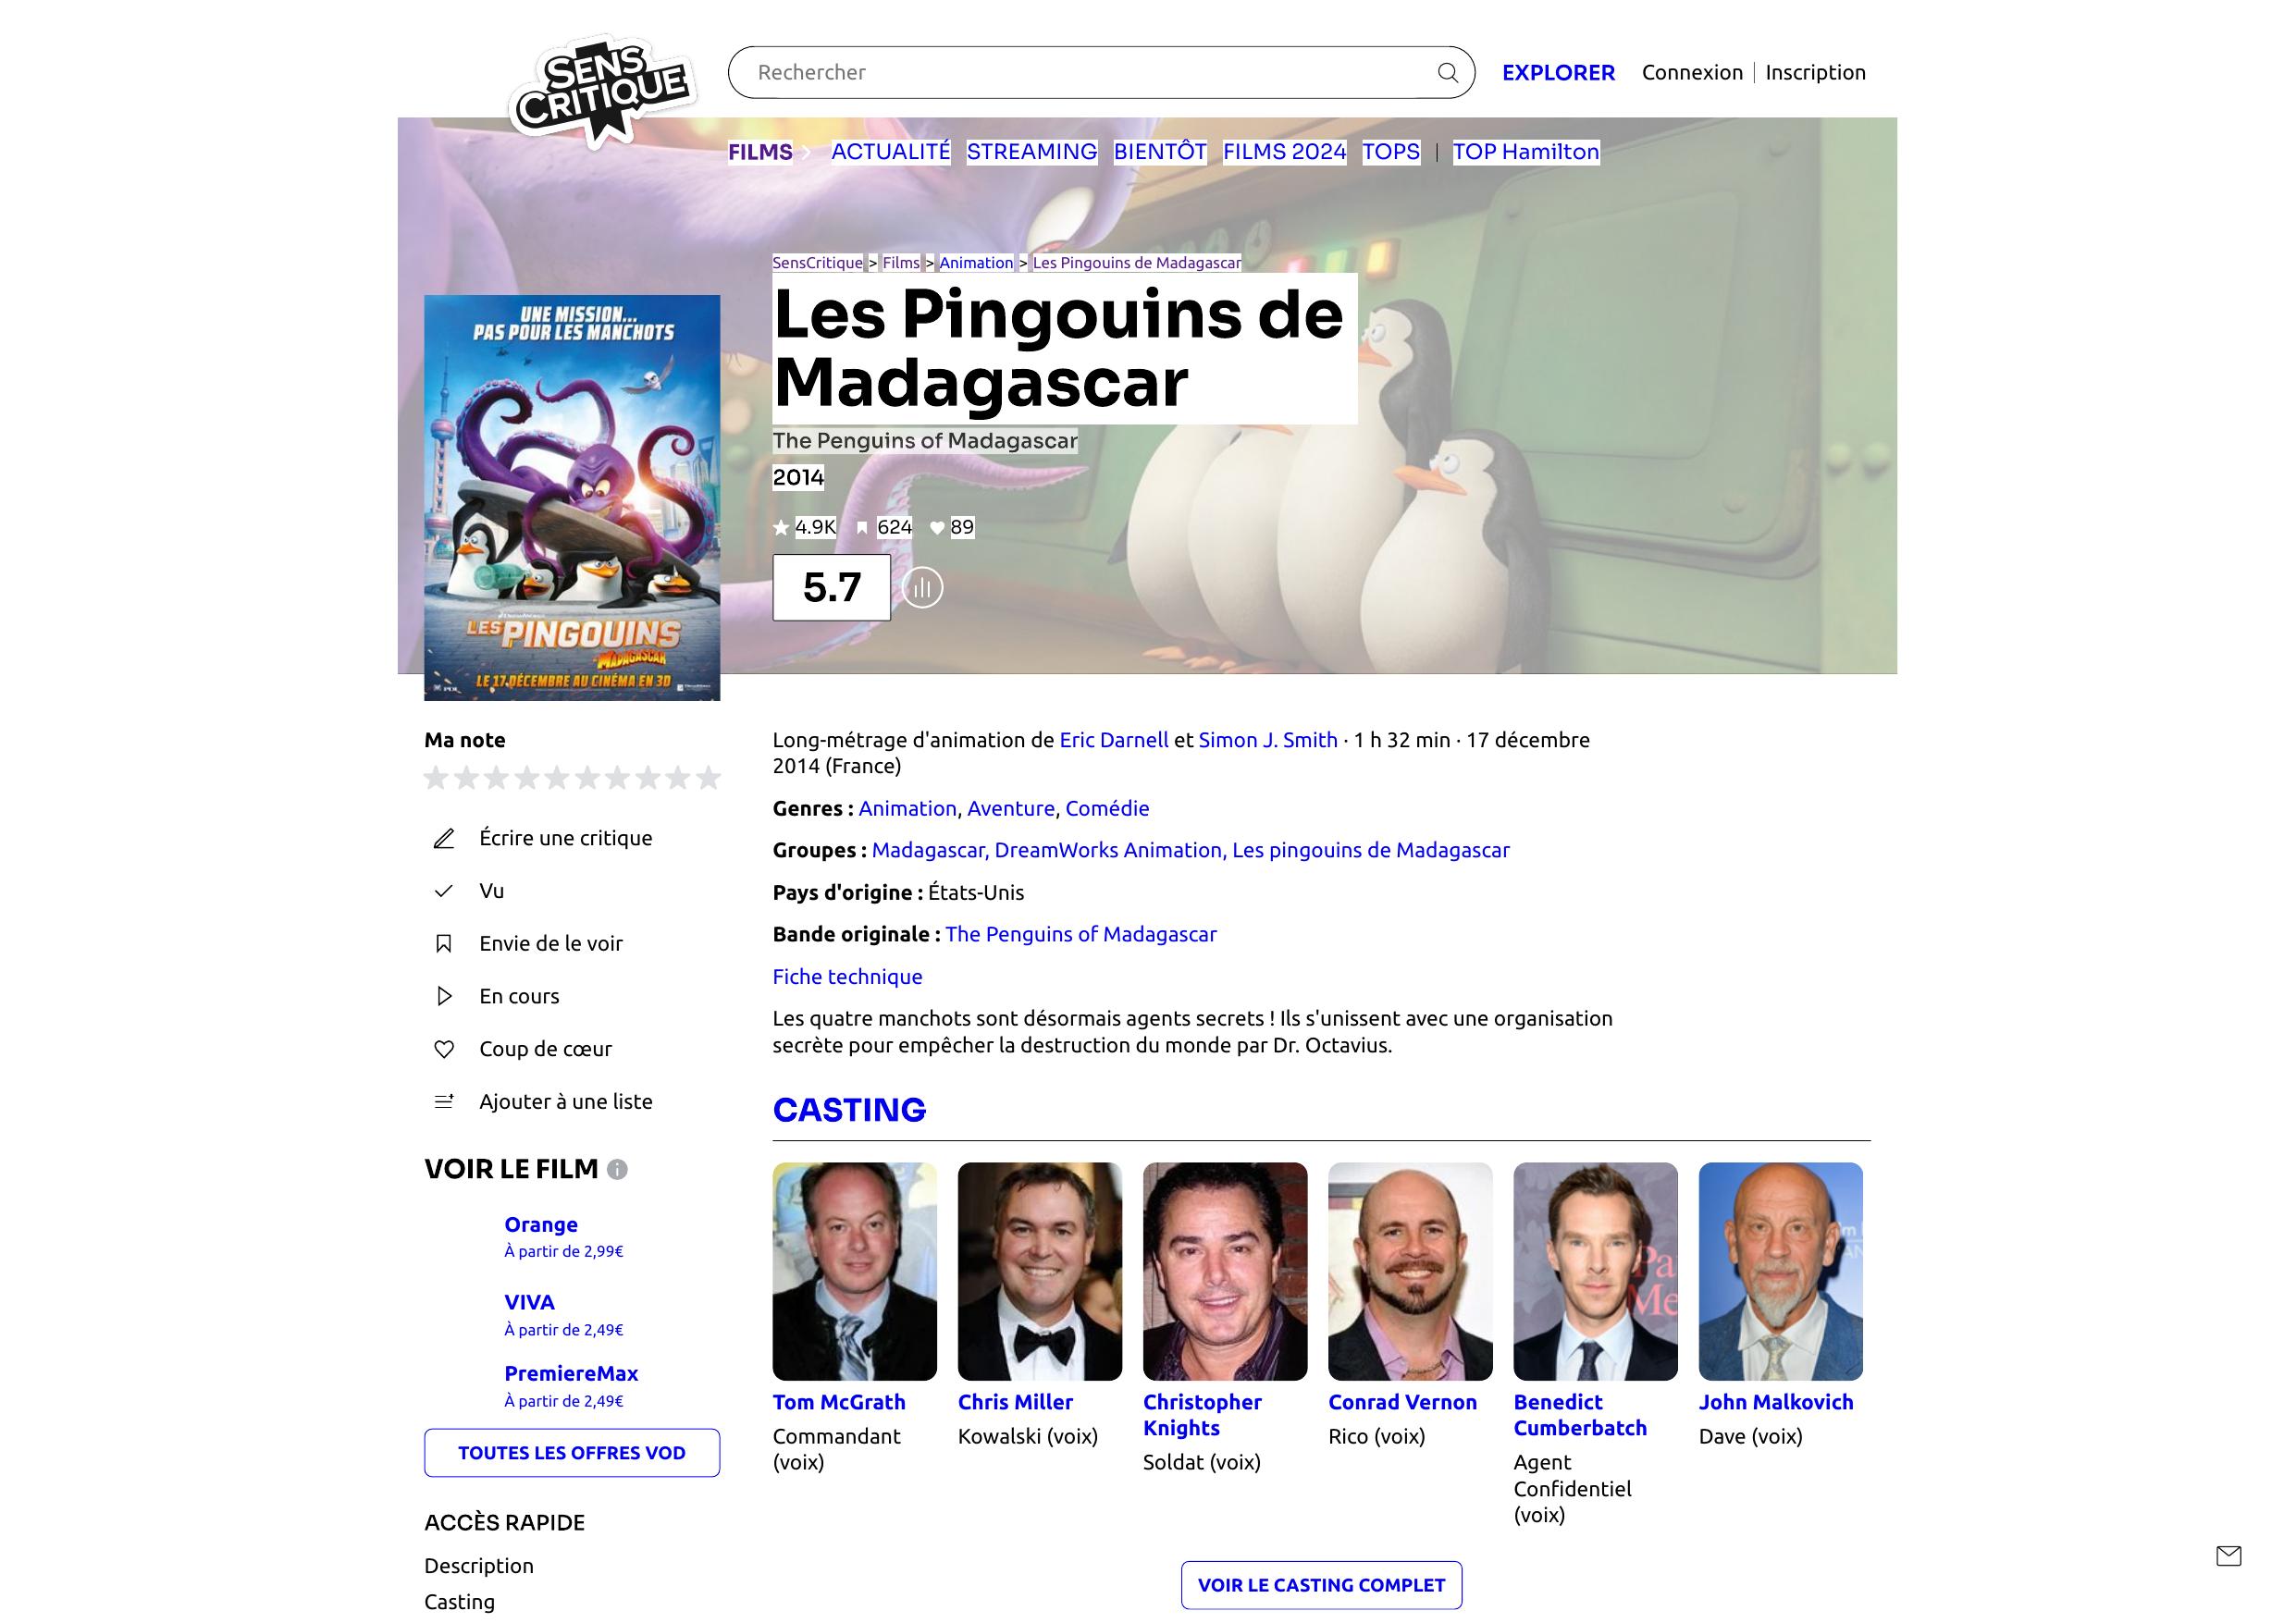 SENS
CRITIQUE
Rechercher
EXPLORER
Connexion | Inscription
FILMS
ACTUALITÉ
STREAMING
BIENTÔT
FILMS 2024
TOPS
|
TOP Hamilton
SensCritique > Films > Animation > Les Pingouins de Madagascar
Les Pingouins de
Madagascar
The Penguins of Madagascar
2014
4.9K
624
89
5.7
UNE MISSION...
PAS POUR LES MANCHOTS
LES PINGOUINS
MADAGASCAR
LE 17 DÉCEMBRE AU CINÉMA EN 3D
Ma note
Écrire une critique
Vu
Envie de le voir
En cours
Coup de cœur
Ajouter à une liste
VOIR LE FILM
Orange
À partir de 2,99€
VIVA
À partir de 2,49€
PremiereMax
À partir de 2,49€
TOUTES LES OFFRES VOD
ACCÈS RAPIDE
Description
Casting
Long-métrage d'animation de Eric Darnell et Simon J. Smith · 1 h 32 min · 17 décembre
2014 (France)
Genres : Animation, Aventure, Comédie
Groupes : Madagascar, DreamWorks Animation, Les pingouins de Madagascar
Pays d'origine : États-Unis
Bande originale : The Penguins of Madagascar
Fiche technique
Les quatre manchots sont désormais agents secrets ! Ils s'unissent avec une organisation
secrète pour empêcher la destruction du monde par Dr. Octavius.
CASTING
Tom McGrath
Commandant
(voix)
Chris Miller
Kowalski (voix)
Christopher
Knights
Soldat (voix)
Conrad Vernon
Rico (voix)
Benedict
Cumberbatch
Agent
Confidentiel
(voix)
John Malkovich
Dave (voix)
VOIR LE CASTING COMPLET